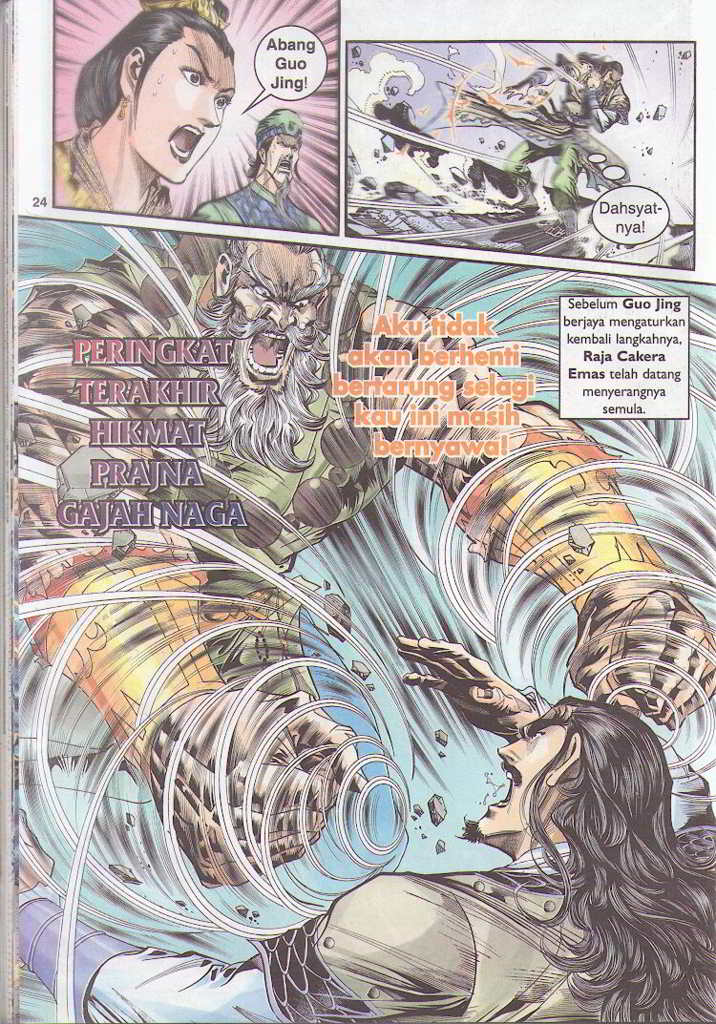 Abang
Guo
Jing!
Dahsyat-
nya!
24
Sebelum Guo Jing
berjaya mengaturkan
kembali langkahnya,
Raja Cakera
Emas telah datang
menyerangnya
semula.
PERINGKAT
TERAKHIR
HIKMAT
PRAJNA
GAJAH NAGA
Aku tidak
akan berhenti
bertarung selagi
kau ini masih
bernyawa!